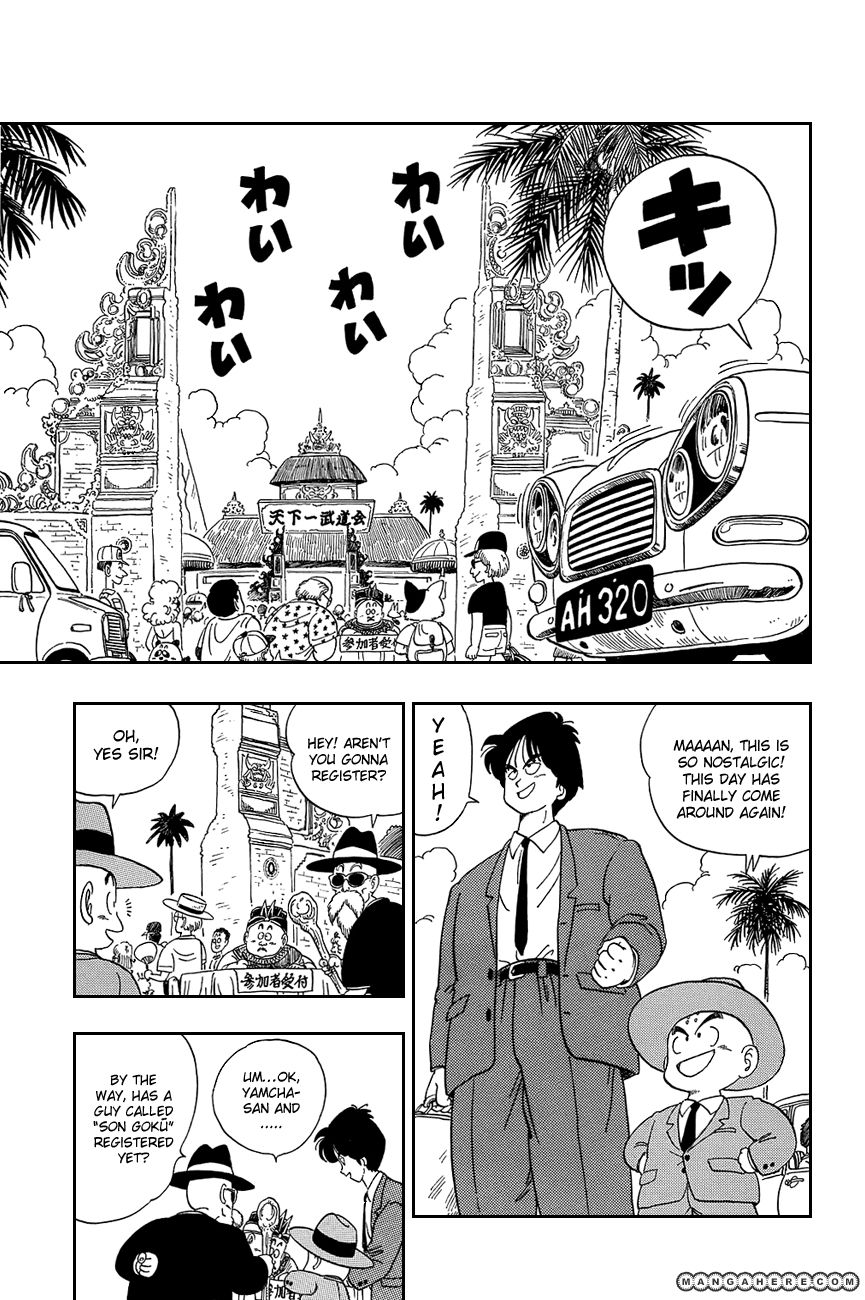 キッ
わい
わい
わい
わい
天下一武道会
参加者受付
AH 320
MAAAAN, THIS IS
SO NOSTALGIC!
THIS DAY HAS
FINALLY COME
AROUND AGAIN!
YEAH!
HEY! AREN'T
YOU GONNA
REGISTER?
OH,
YES SIR!
参加者受付
UM...OK,
YAMCHA-
SAN AND
.....
BY THE
WAY, HAS A
GUY CALLED
"SON GOKŪ"
REGISTERED
YET?
参加
MANGAHERE.COM